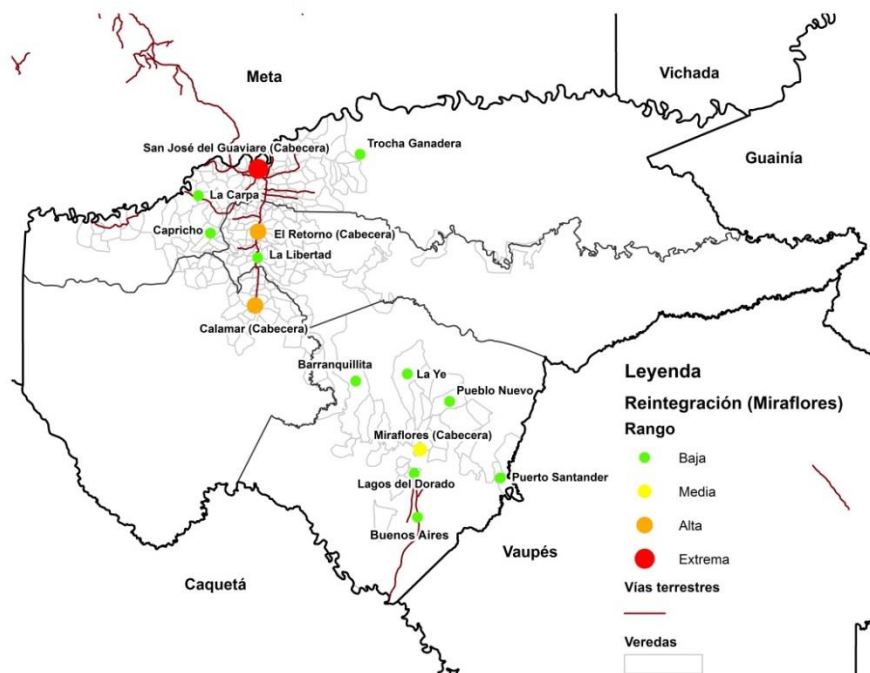 Meta
Vichada
Guainía
Trocha Ganadera
San José del Guaviare (Cabecera)
La Carpa
Capricho
El Retorno (Cabecera)
La Libertad
Calamar (Cabecera)
Barranquillita
La Ye
Pueblo Nuevo
Miraflores (Cabecera)
Lagos del Dorado
Puerto Santander
Buenos Aires
Vaupés
Caquetá
Leyenda
Reintegración (Miraflores)
Rango
Baja
Media
Alta
Extrema
Vías terrestres
Veredas